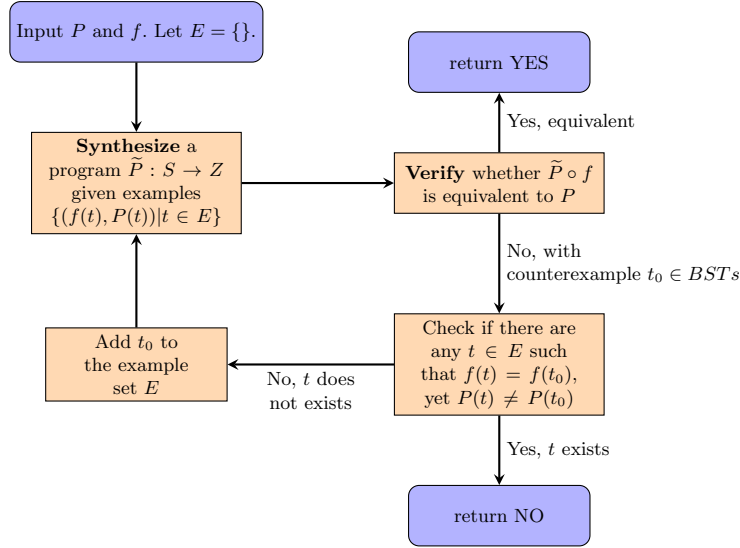 Input P and f. Let E = {}.
Synthesize a
program P̃ : S → Z
given examples
{(f(t), P(t))|t ∈ E}
return YES
Yes, equivalent
Verify whether P̃ ∘ f
is equivalent to P
No, with
counterexample t₀ ∈ BSTs
Check if there are
any t ∈ E such
that f(t) = f(t₀),
yet P(t) ≠ P(t₀)
No, t does
not exists
Add t₀ to
the example
set E
Yes, t exists
return NO